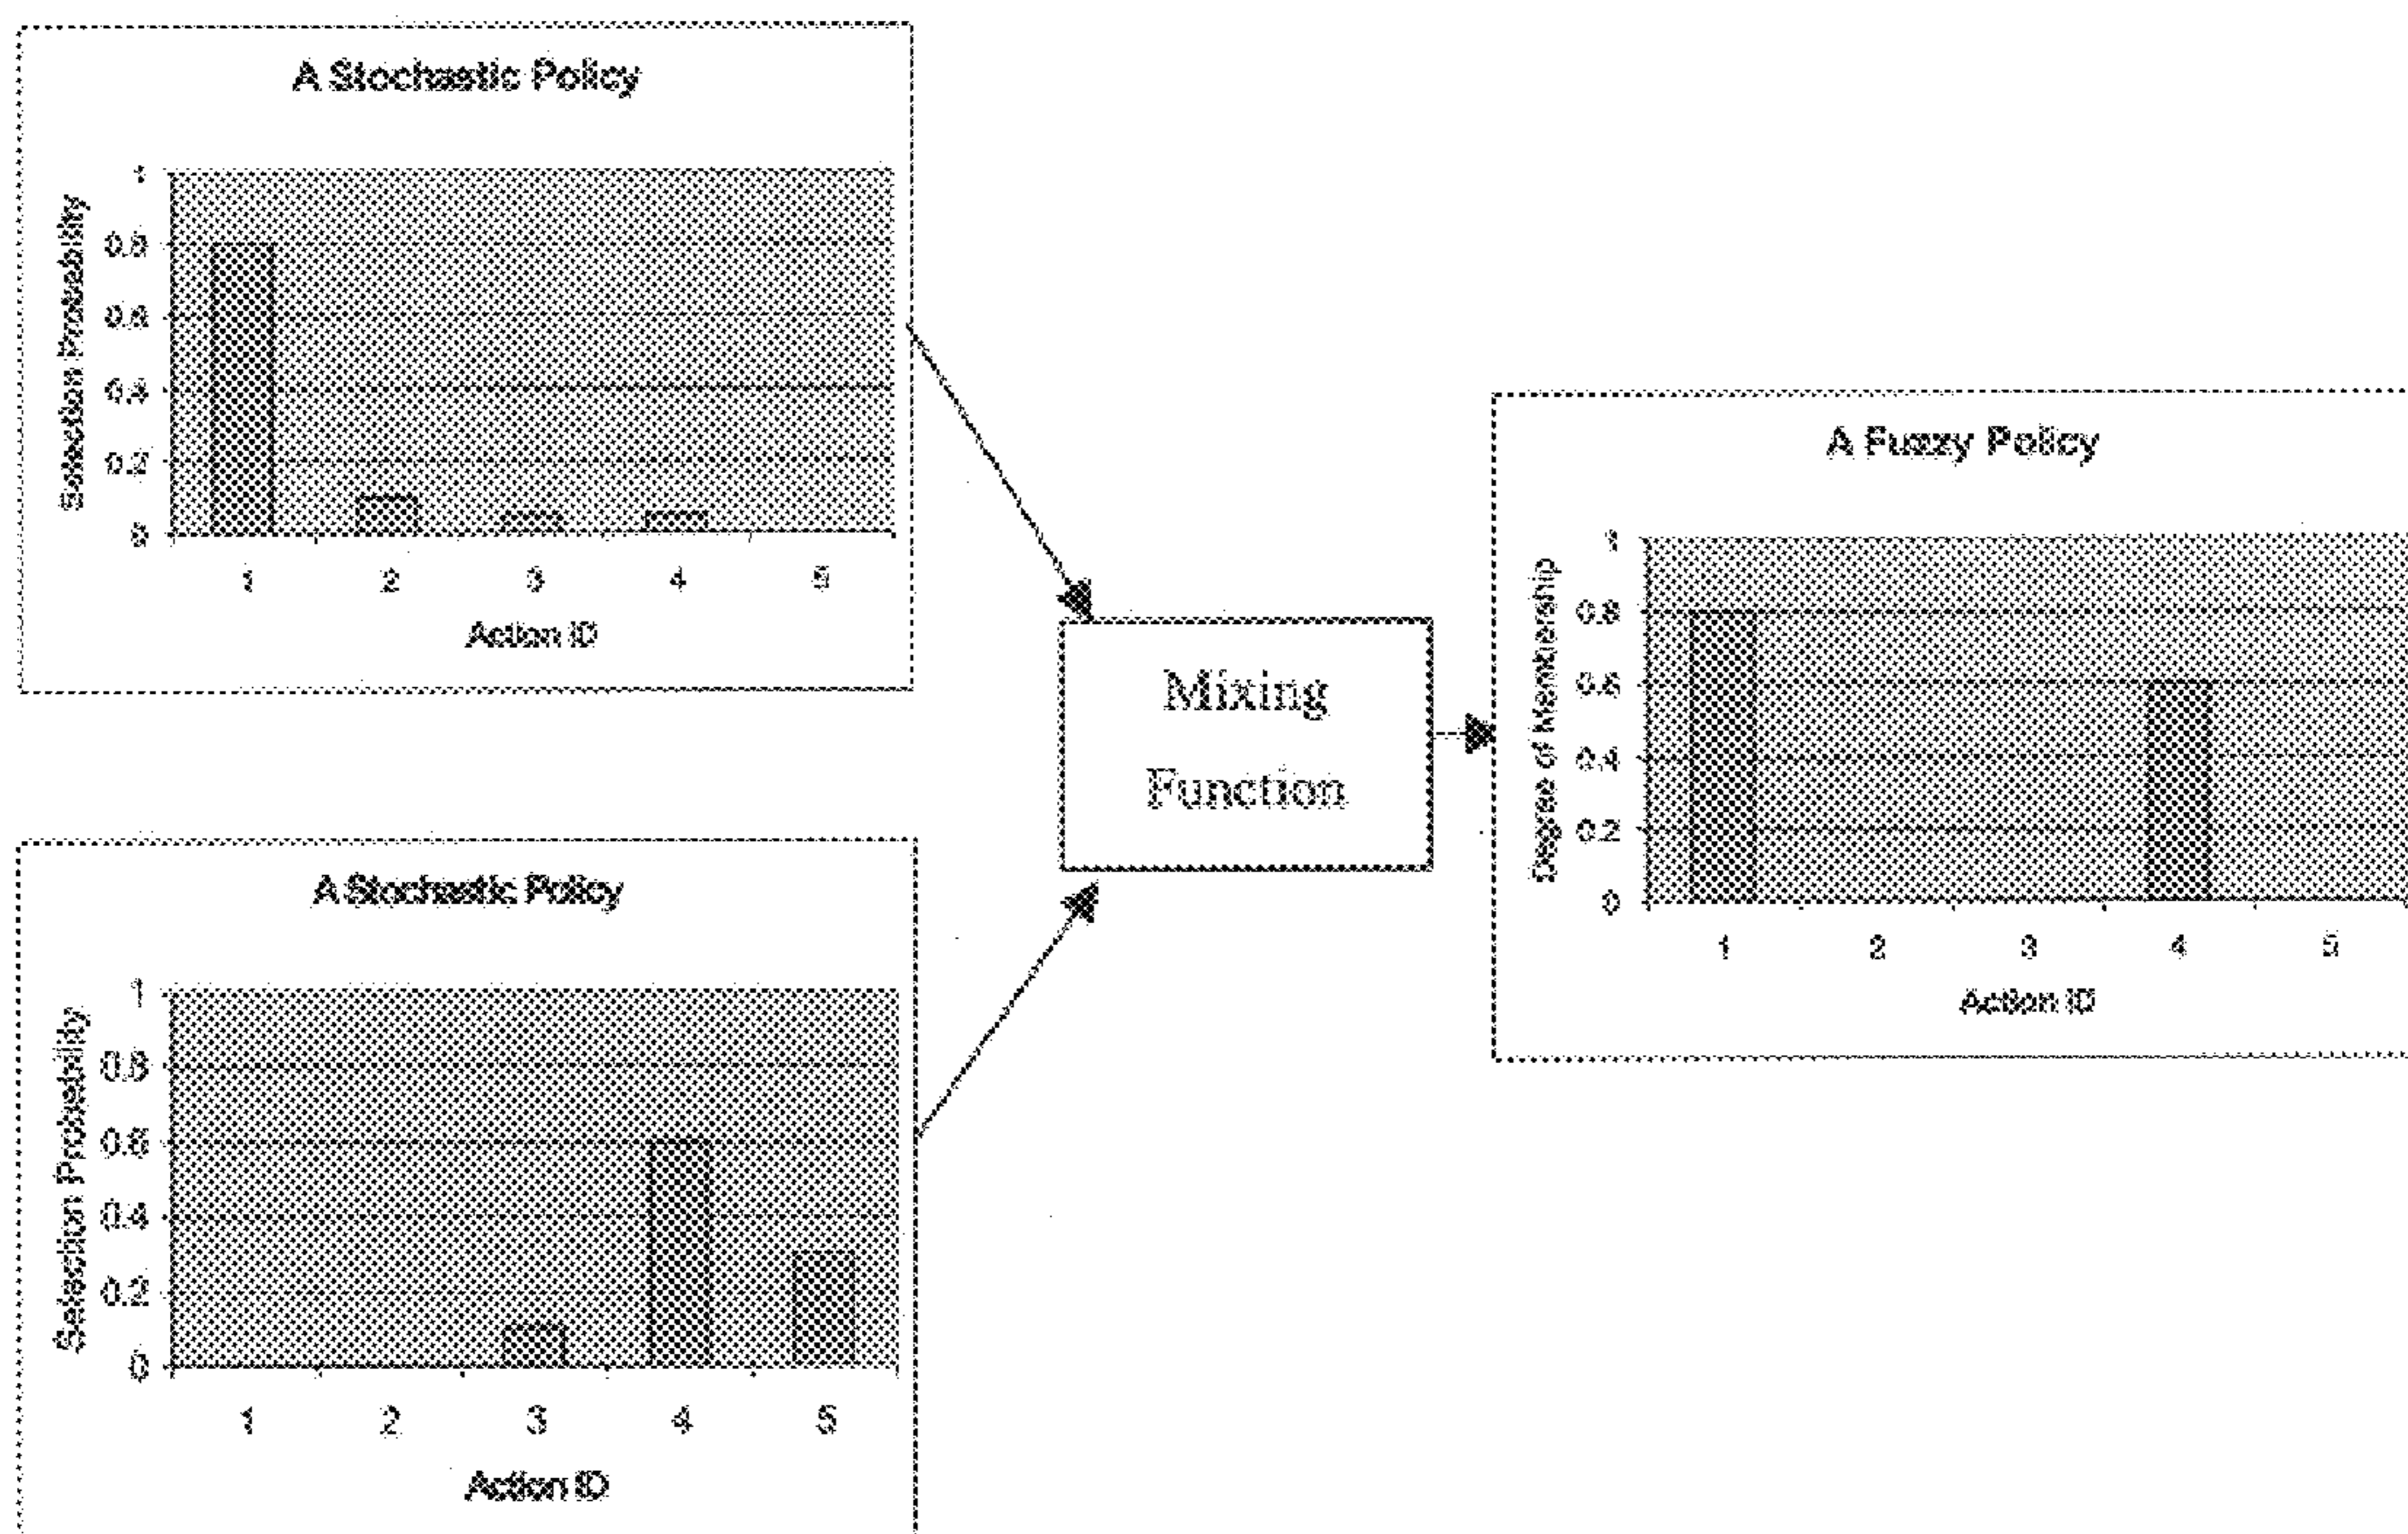 A Stochastic Policy
Selection Probability
1
0.8
0.6
0.4
0.2
0
1 2 3 4 5
Action ID
Mixing
Function
A Fuzzy Policy
Degree of Membership
1
0.8
0.6
0.4
0.2
0
1 2 3 4 5
Action ID
A Stochastic Policy
Selection Probability
1
0.8
0.6
0.4
0.2
0
1 2 3 4 5
Action ID